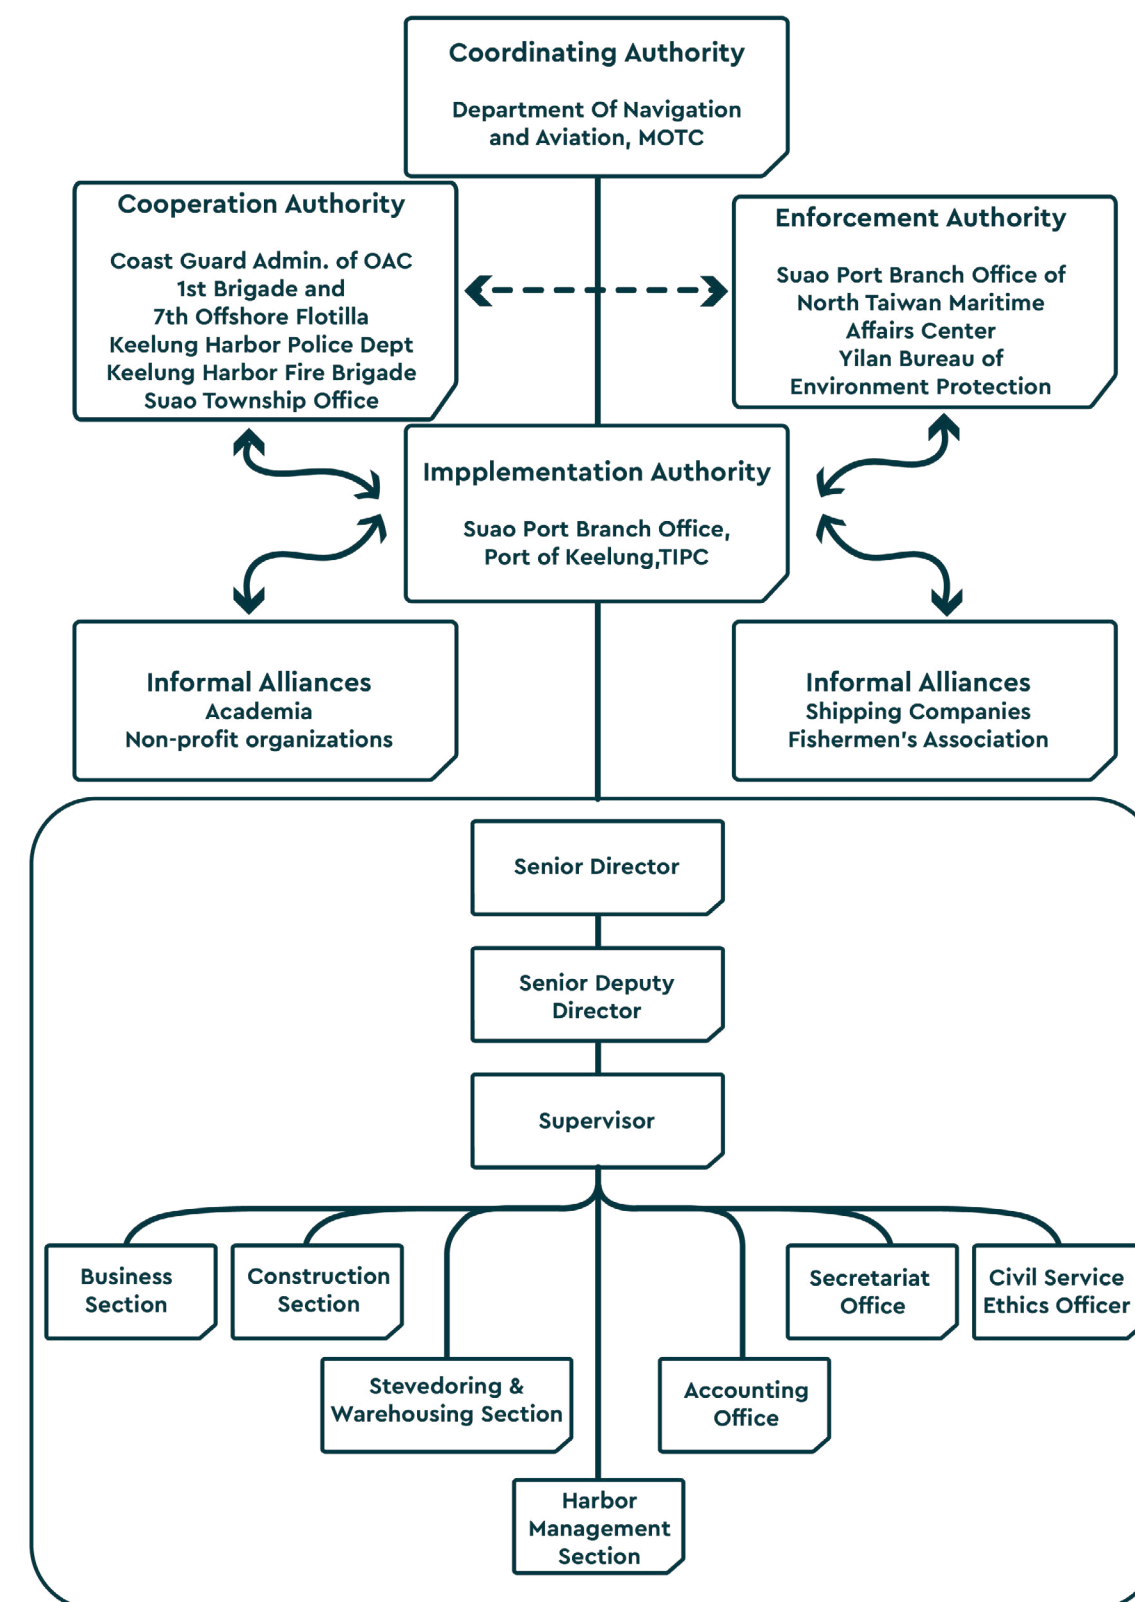 Coordinating Authority
Department Of Navigation
and Aviation, MOTC
Cooperation Authority
Coast Guard Admin. of OAC
1st Brigade and
7th Offshore Flotilla
Keelung Harbor Police Dept
Keelung Harbor Fire Brigade
Suao Township Office
Enforcement Authority
Suao Port Branch Office of
North Taiwan Maritime
Affairs Center
Yilan Bureau of
Environment Protection
Impplementation Authority
Suao Port Branch Office,
Port of Keelung,TIPC
Informal Alliances
Academia
Non-profit organizations
Informal Alliances
Shipping Companies
Fishermen's Association
Senior Director
Senior Deputy
Director
Supervisor
Business
Section
Construction
Section
Secretariat
Office
Civil Service
Ethics Officer
Stevedoring &
Warehousing Section
Accounting
Office
Harbor
Management
Section